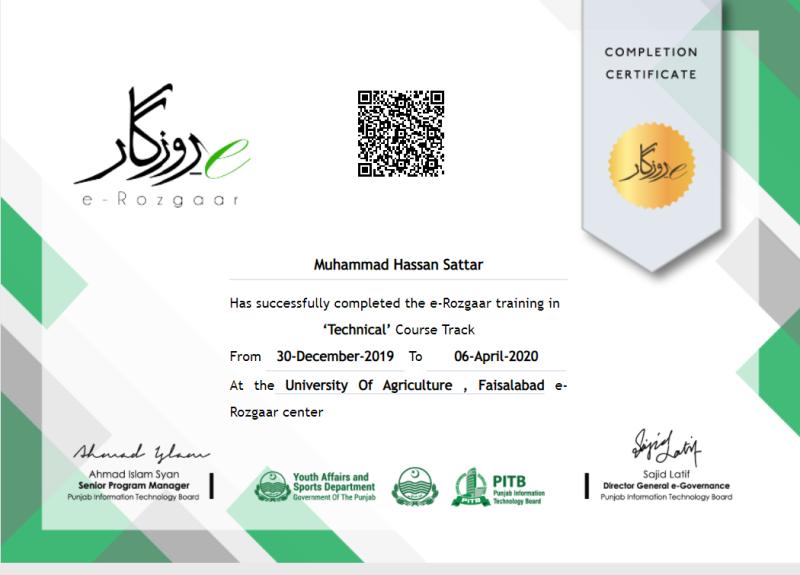 COMPLETION
CERTIFICATE
e روزگار
e-Rozgaar
e روزگار
Muhammad Hassan Sattar
Has successfully completed the e-Rozgaar training in
‘Technical’ Course Track
From 30-December-2019 To 06-April-2020
At the University Of Agriculture , Faisalabad e-
Rozgaar center
Ahmad Islam
Sajid Latif
Ahmad Islam Syan
Senior Program Manager
Punjab Information Technology Board
Youth Affairs and
Sports Department
Government Of The Punjab
PITB
PITB
Punjab Information
Technology Board
Sajid Latif
Director General e-Governance
Punjab Information Technology Board